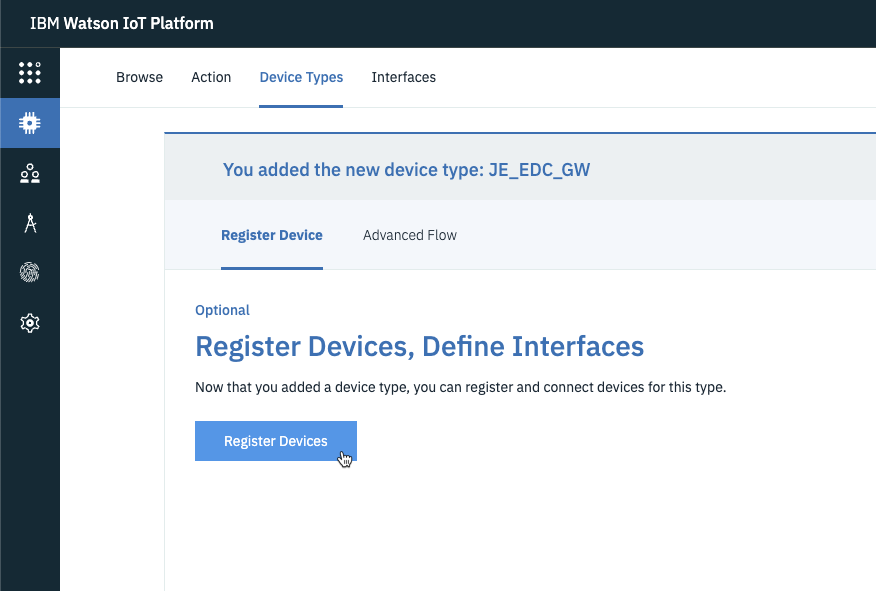 IBM Watson IoT Platform
Browse Action Device Types Interfaces
You added the new device type: JE_EDC_GW
Register Device Advanced Flow
Optional
Register Devices, Define Interfaces
Now that you added a device type, you can register and connect devices for this type.
Register Devices